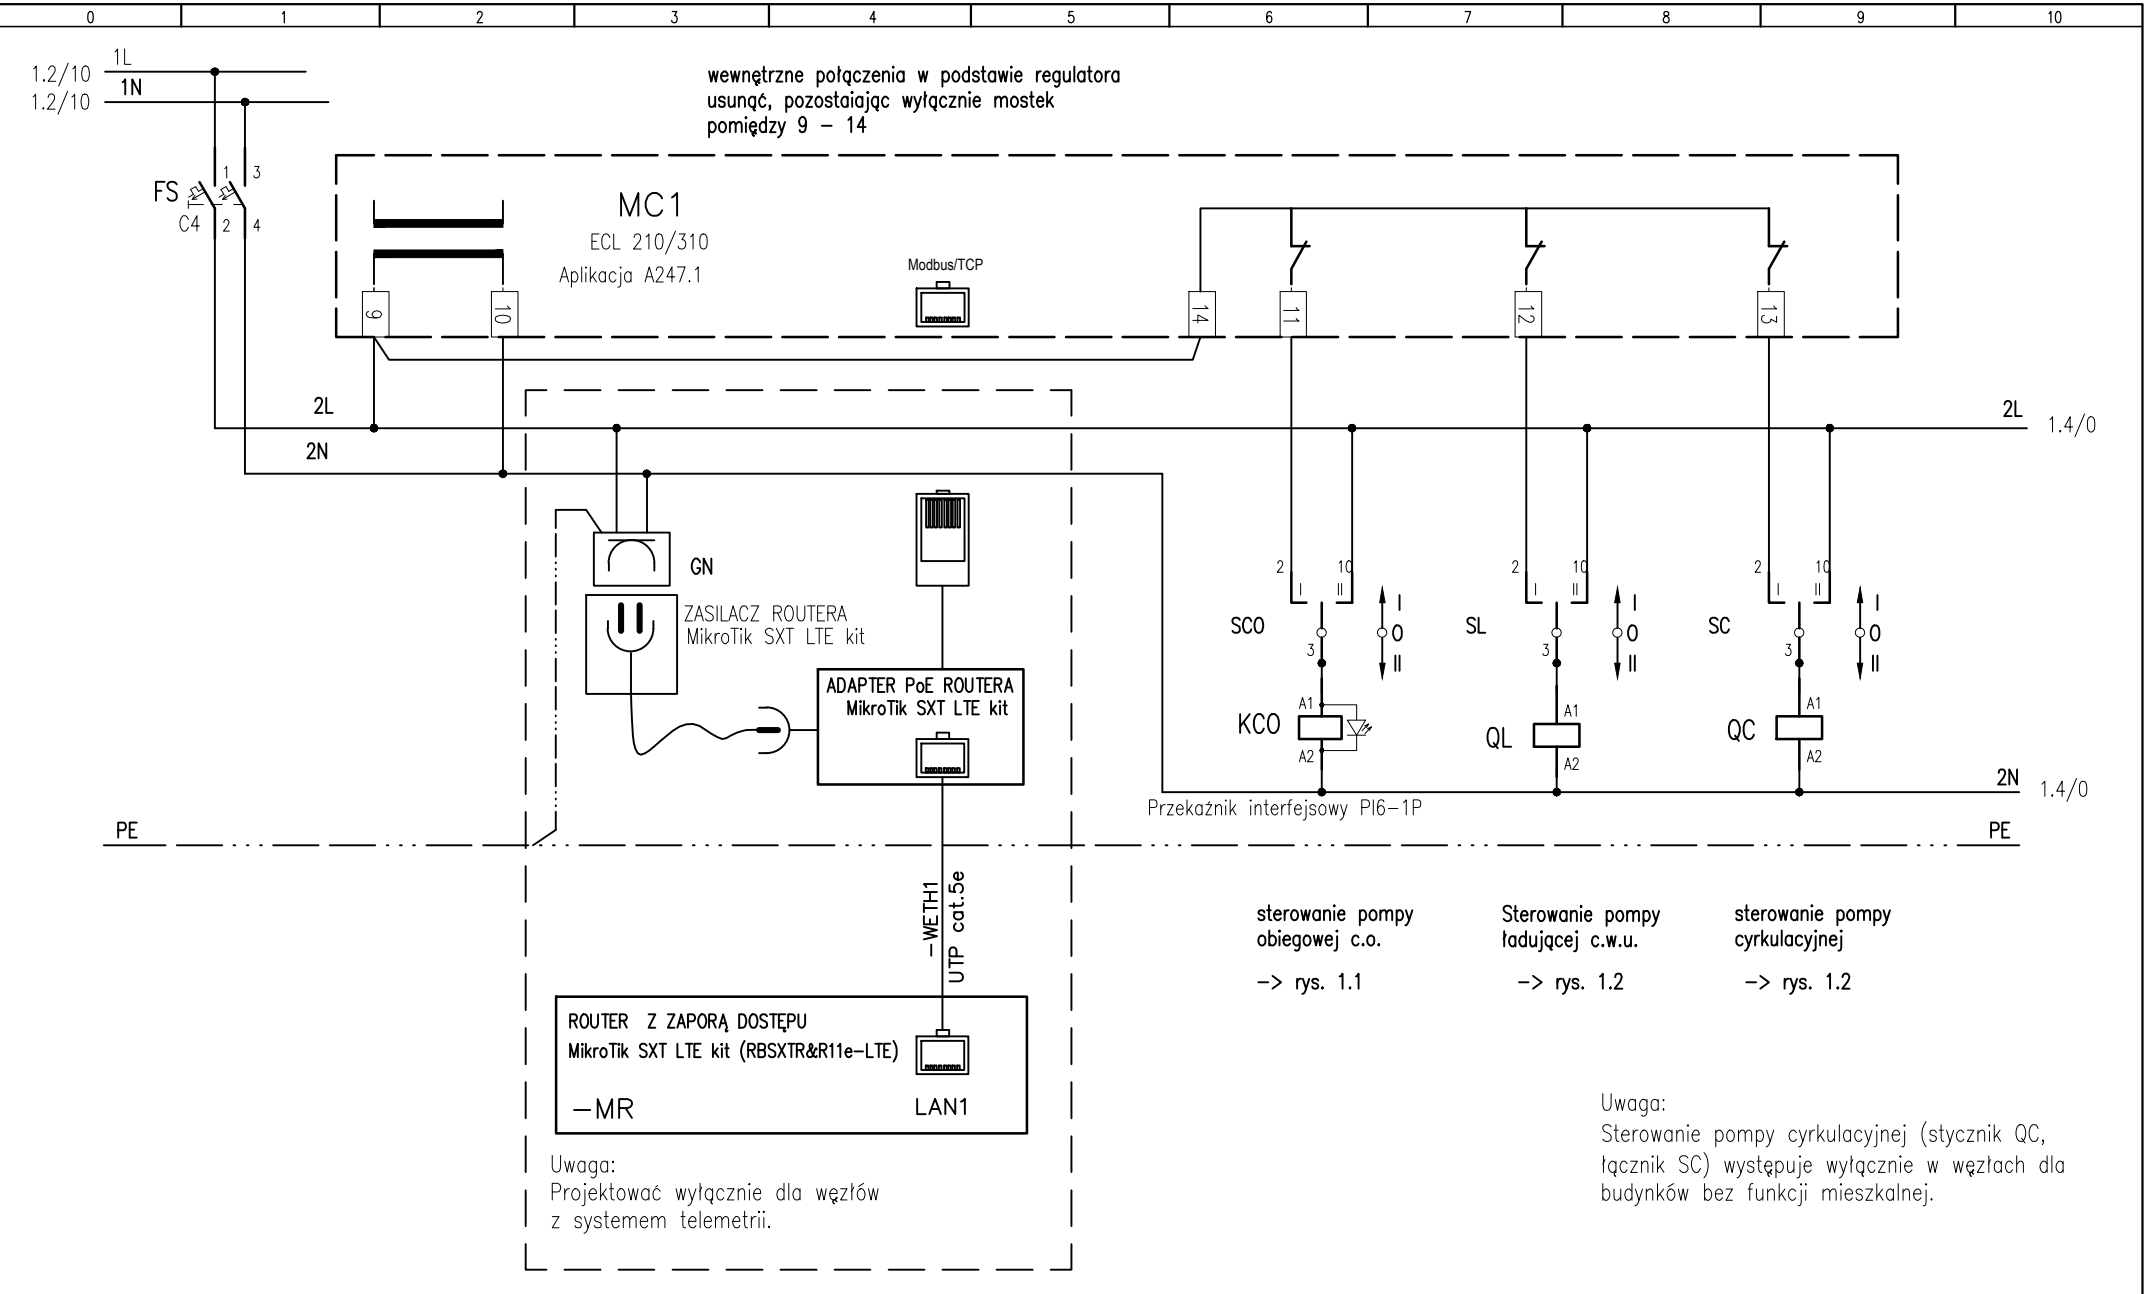 0 1 2 3 4 5 6 7 8 9 10
1L
1.2/10
1N
1.2/10
wewnętrzne połączenia w podstawie regulatora
usunąć, pozostaiając wyłącznie mostek
pomiędzy 9 – 14
FS
C4
1 3
2 4
MC1
ECL 210/310
Aplikacja A247.1
Modbus/TCP
9 10 14 11 12 13
2L
2L
1.4/0
2N
GN
ZASILACZ ROUTERA
MikroTik SXT LTE kit
ADAPTER PoE ROUTERA
MikroTik SXT LTE kit
2 10 2 10 2 10
I II I II I II
SCO
3
I
0
II
SL
3
I
0
II
SC
3
I
0
II
KCO
A1
A2
QL
A1
A2
QC
A1
A2
2N
1.4/0
Przekaźnik interfejsowy PI6–1P
PE
PE
–WETH1
UTP cat.5e
sterowanie pompy
obiegowej c.o.
–> rys. 1.1
Sterowanie pompy
ładującej c.w.u.
–> rys. 1.2
sterowanie pompy
cyrkulacyjnej
–> rys. 1.2
ROUTER Z ZAPORĄ DOSTĘPU
MikroTik SXT LTE kit (RBSXTR&R11e–LTE)
–MR
LAN1
Uwaga:
Projektować wyłącznie dla węzłów
z systemem telemetrii.
Uwaga:
Sterowanie pompy cyrkulacyjnej (stycznik QC,
łącznik SC) występuje wyłącznie w węzłach dla
budynków bez funkcji mieszkalnej.